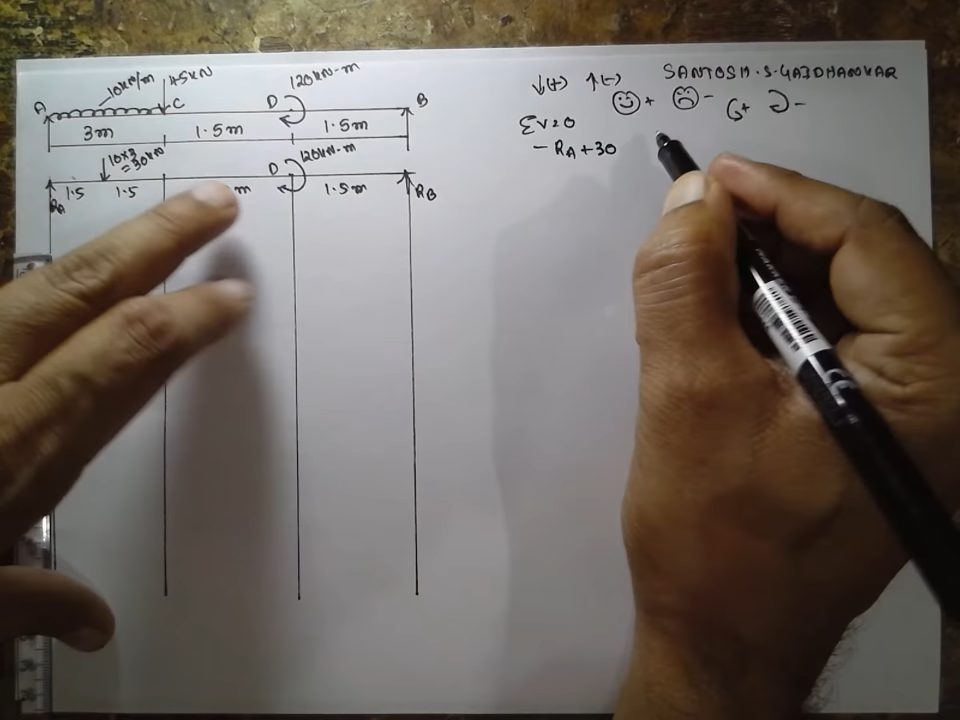 SANTOSH.S.GAJDHANKAR
↓(+) ↑(-)
+ - + -
10kN/m 45kN 120kN-m
A C D B
3m 1.5m 1.5m
ΣV=0
- RA + 30
10×3
=30kN
D 120kN-m
1.5 1.5 m 1.5m
RA RB